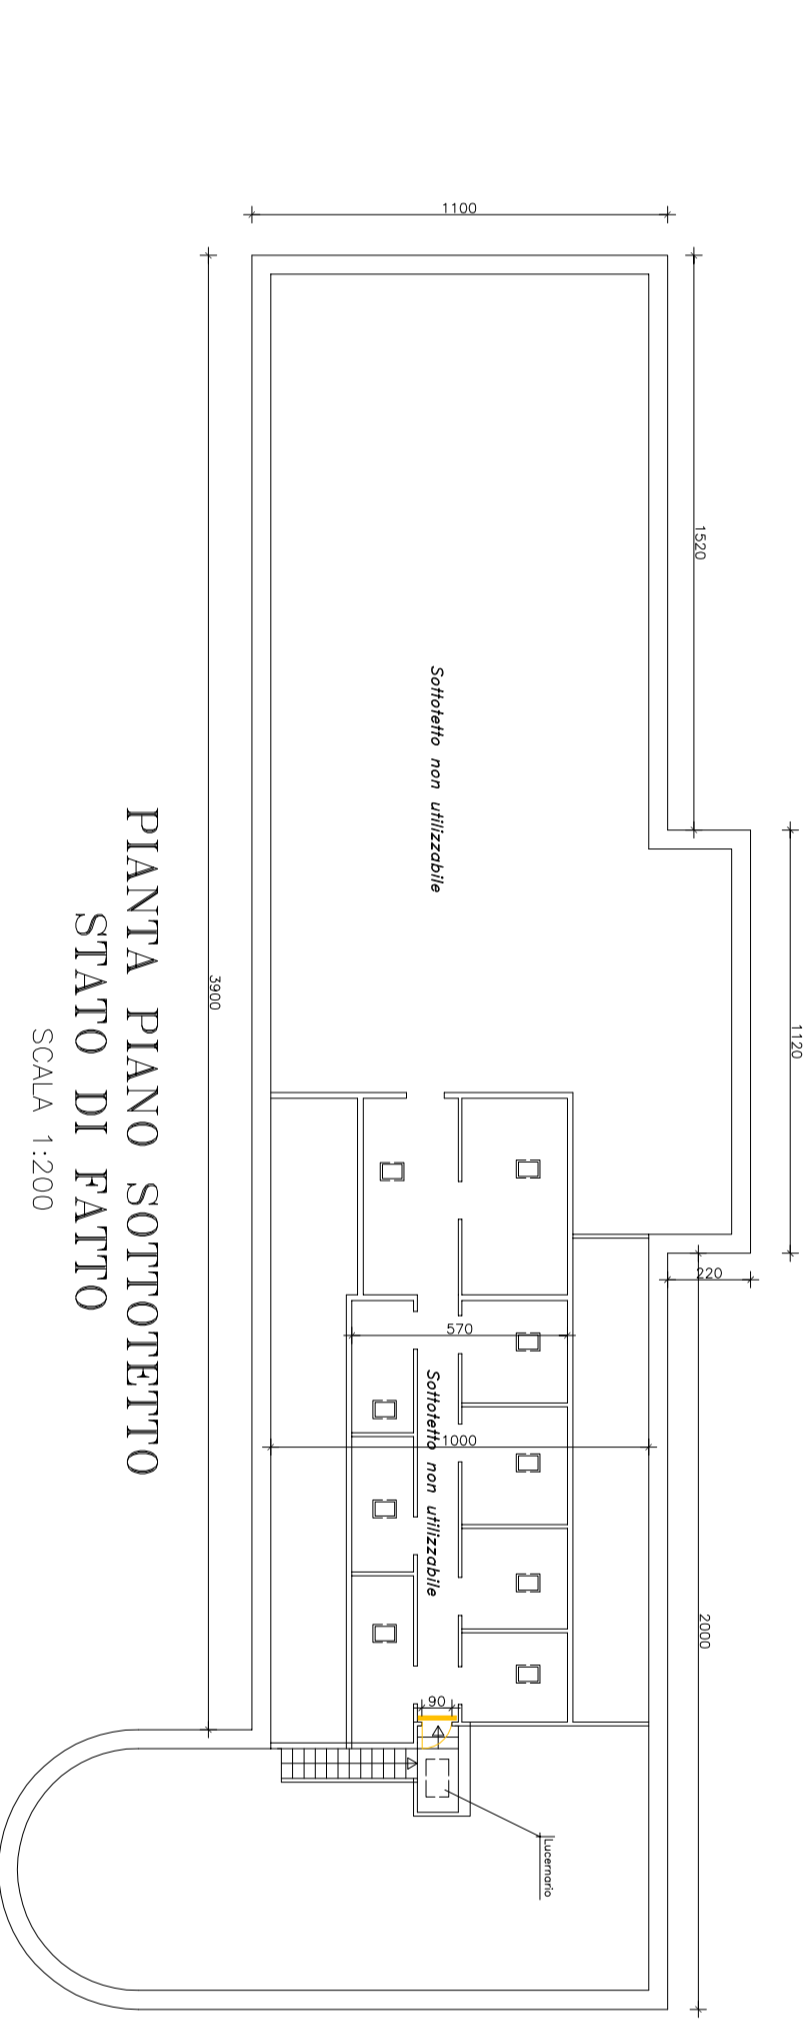 1100
1520
1120
Sottotetto non utilizzabile
3900
220
570
1000
Sottotetto non utilizzabile
2000
90
Lucernario
PIANTA PIANO SOTTOTETTO
STATO DI FATTO
SCALA 1:200